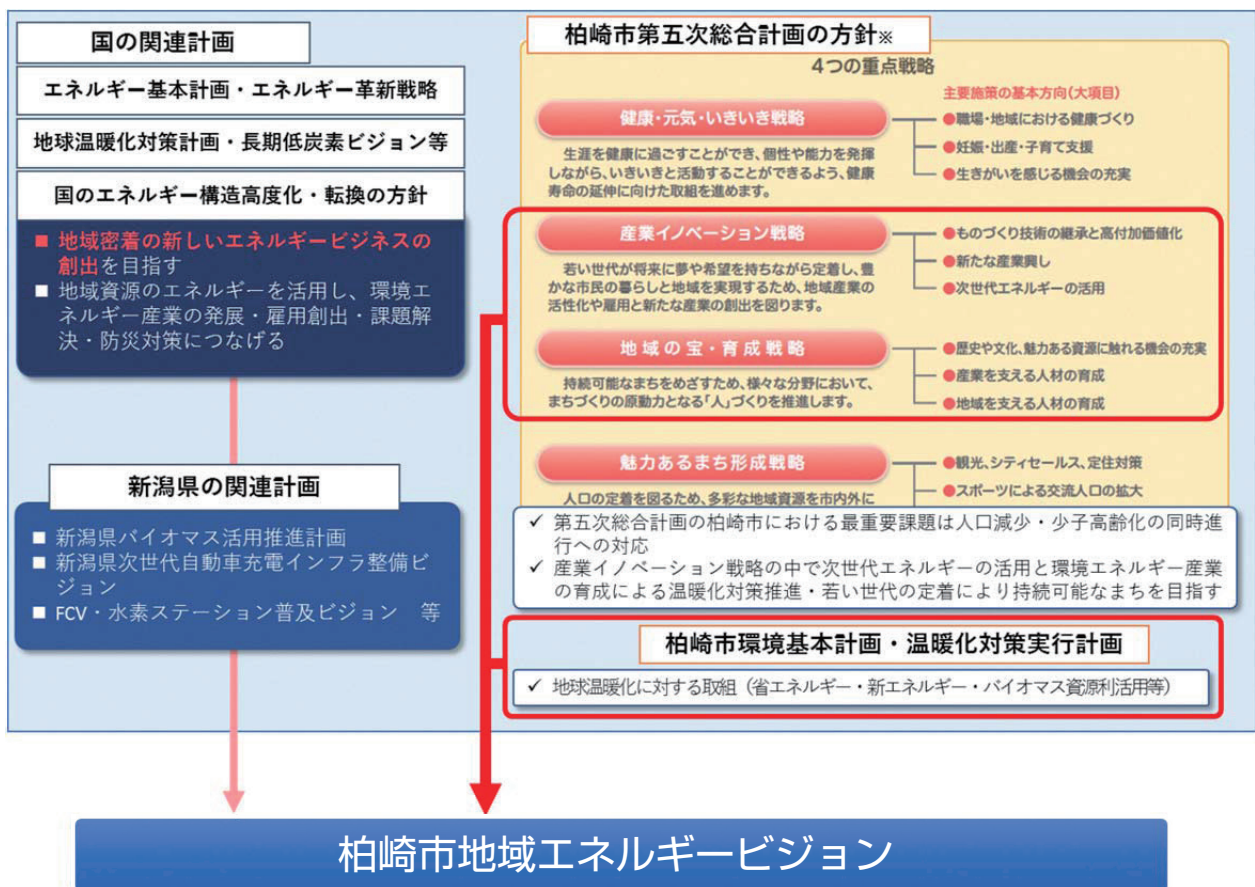 国の関連計画
エネルギー基本計画・エネルギー革新戦略
地球温暖化対策計画・長期低炭素ビジョン等
国のエネルギー構造高度化・転換の方針
■ 地域密着の新しいエネルギービジネスの
創出を目指す
■ 地域資源のエネルギーを活用し、環境エ
ネルギー産業の発展・雇用創出・課題解
決・防災対策につなげる
新潟県の関連計画
■ 新潟県バイオマス活用推進計画
■ 新潟県次世代自動車充電インフラ整備ビ
ジョン
■ FCV・水素ステーション普及ビジョン 等
柏崎市第五次総合計画の方針※
4つの重点戦略
主要施策の基本方向(大項目)
健康・元気・いきいき戦略
生涯を健康に過ごすことができ、個性や能力を発揮
しながら、いきいきと活動することができるよう、健康
寿命の延伸に向けた取組を進めます。
●職場・地域における健康づくり
●妊娠・出産・子育て支援
●生きがいを感じる機会の充実
産業イノベーション戦略
若い世代が将来に夢や希望を持ちながら定着し、豊
かな市民の暮らしと地域を実現するため、地域産業の
活性化や雇用と新たな産業の創出を図ります。
●ものづくり技術の継承と高付加価値化
●新たな産業興し
●次世代エネルギーの活用
地域の宝・育成戦略
持続可能なまちをめざすため、様々な分野において、
まちづくりの原動力となる「人」づくりを推進します。
●歴史や文化、魅力ある資源に触れる機会の充実
●産業を支える人材の育成
●地域を支える人材の育成
魅力あるまち形成戦略
人口の定着を図るため、多彩な地域資源を市内外に
●観光、シティセールス、定住対策
●スポーツによる交流人口の拡大
✓ 第五次総合計画の柏崎市における最重要課題は人口減少・少子高齢化の同時進
行への対応
✓ 産業イノベーション戦略の中で次世代エネルギーの活用と環境エネルギー産業
の育成による温暖化対策推進・若い世代の定着により持続可能なまちを目指す
柏崎市環境基本計画・温暖化対策実行計画
✓ 地球温暖化に対する取組（省エネルギー・新エネルギー・バイオマス資源利活用等）
柏崎市地域エネルギービジョン